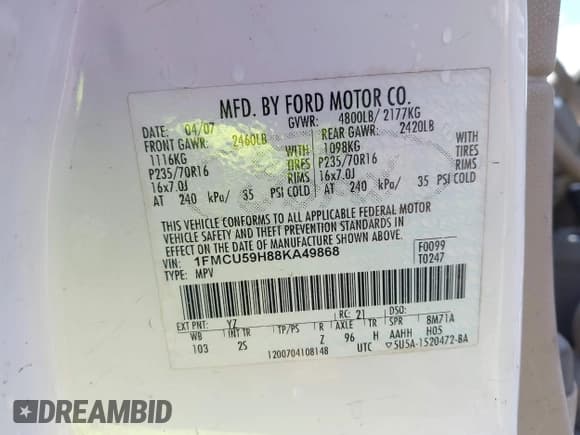 MFD. BY FORD MOTOR CO.
DATE: 04/07 GVWR: 4800LB/ 2177KG
FRONT GAWR: 2460LB REAR GAWR: 2420LB
1116KG WITH 1098KG WITH
P235/70R16 TIRES P235/70R16 TIRES
16x7.0J RIMS 16x7.0J RIMS
AT 240 kPa/ 35 PSI COLD AT 240 kPa/ 35 PSI COLD
THIS VEHICLE CONFORMS TO ALL APPLICABLE FEDERAL MOTOR
VEHICLE SAFETY AND THEFT PREVENTION STANDARDS IN
EFFECT ON THE DATE OF MANUFACTURE SHOWN ABOVE.
VIN: 1FMCU59H88KA49868 F0099
TYPE: MPV T0247
EXT PNT: YZ RC: 21 DSO:
WB INT TR TP/PS R AXLE TR SPR 8M71A
103 2S Z 96 H AAHH H05
1200704108148 UTC ▽5U5A-1520472-BA
DREAMBID